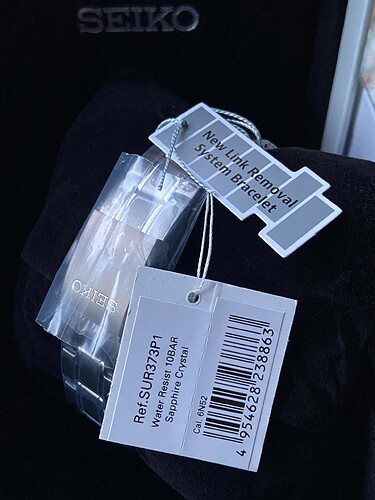 SEIKO
New Link Removal
System Bracelet
SEIKO
Ref.SUR373P1
Water Resist 10BAR
Sapphire Crystal
Cal. 6N52
4 954628 238863